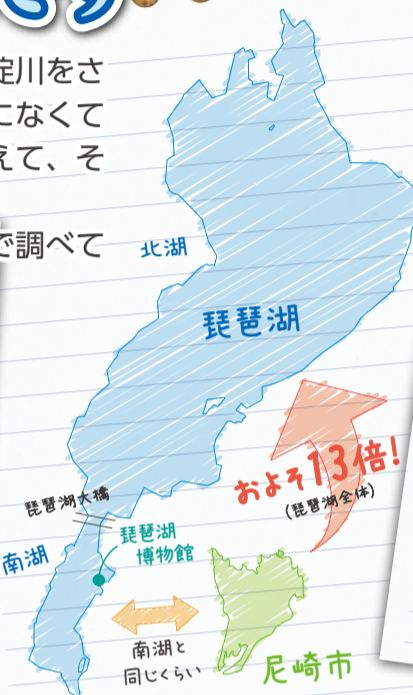 淀川をさ
になくて
えて、そ
で調べて
北湖
琵琶湖
およそ13倍!
(琵琶湖全体)
琵琶湖大橋
琵琶湖
博物館
南湖
南湖と
同じくらい
尼崎市